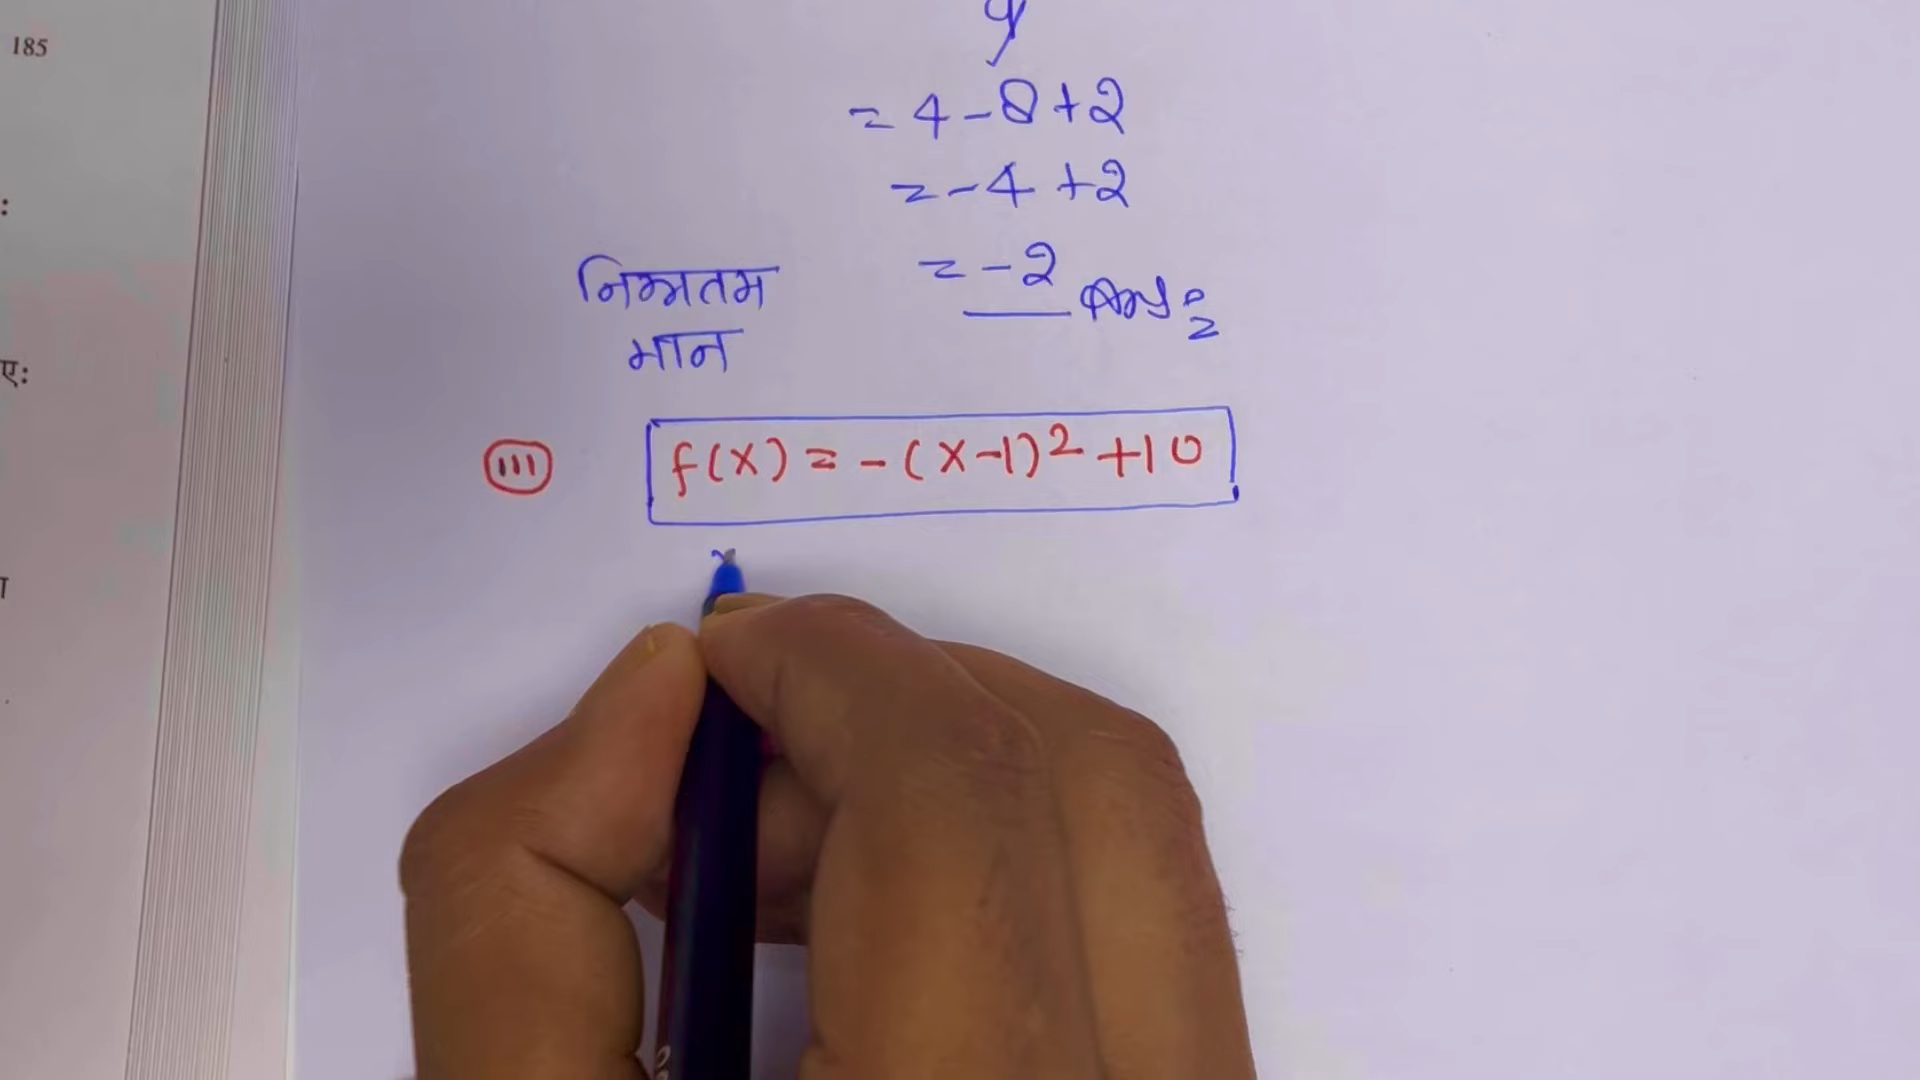 185
= 4 - 8 + 2
= -4 + 2
= -2 Ans
निम्नतम
मान
:
एः
(iii) f(x) = -(x-1)² + 10